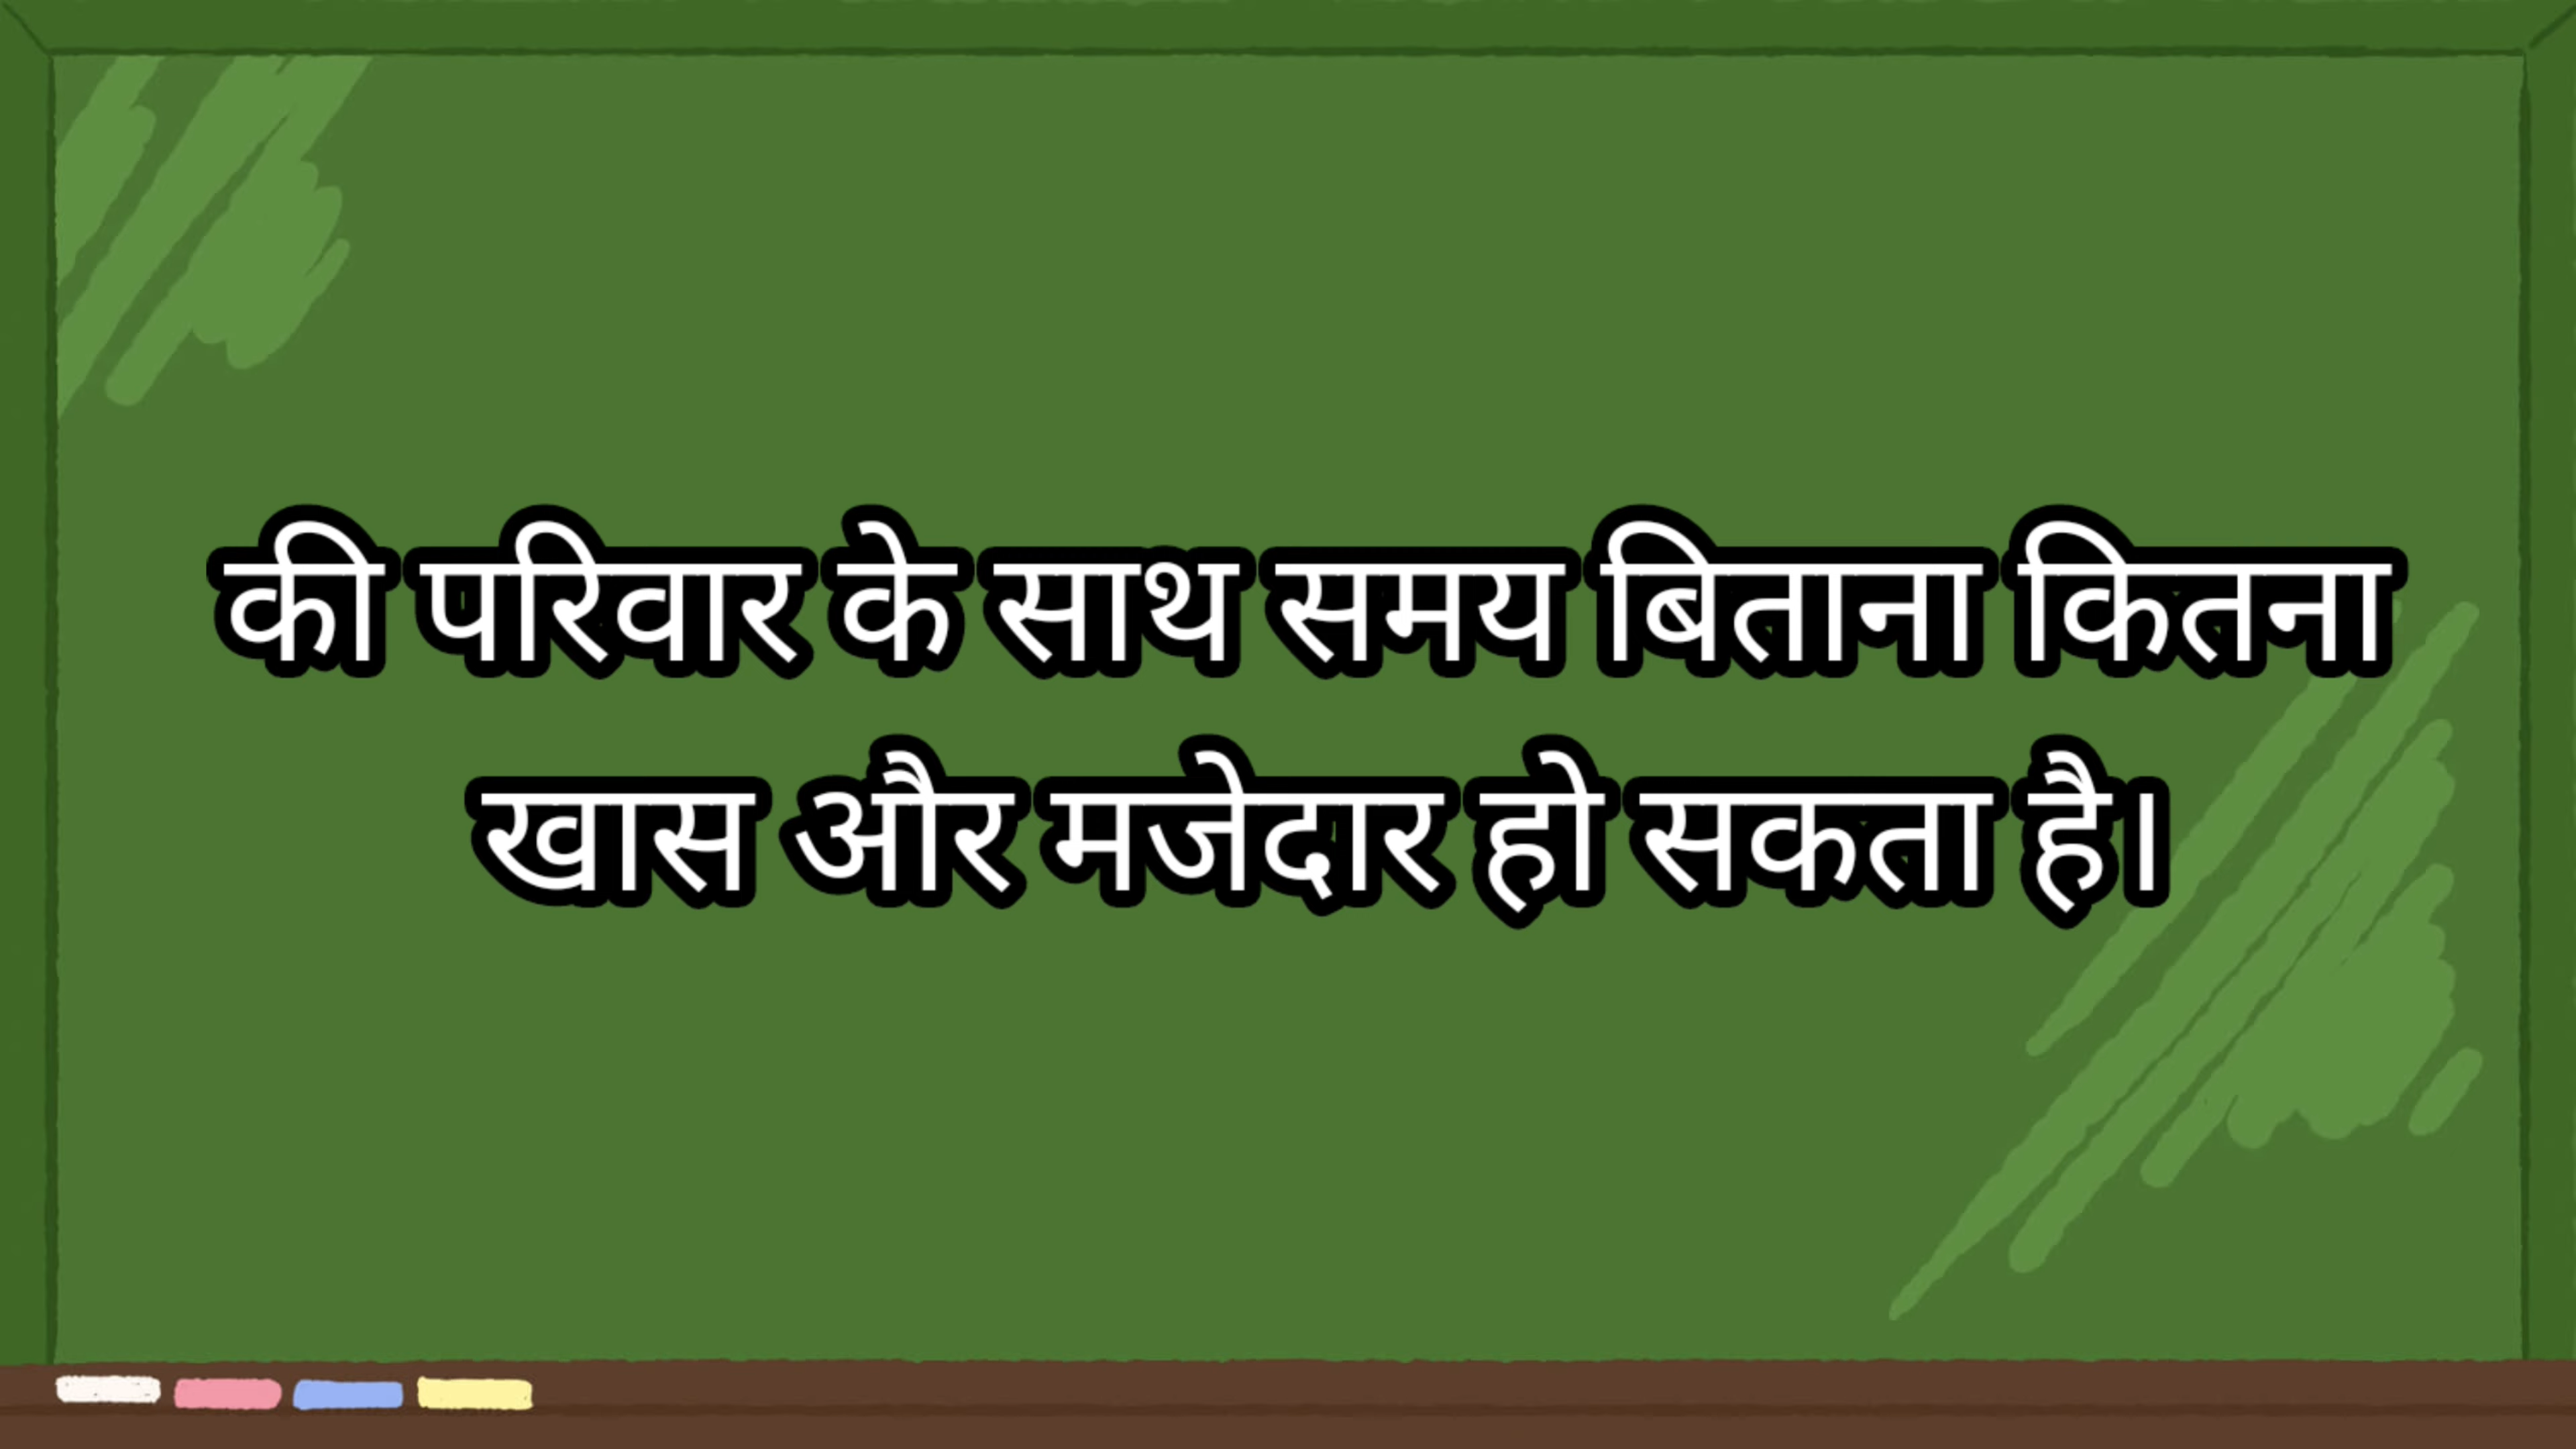 की परिवार के साथ समय बिताना कितना
खास और मजेदार हो सकता है।